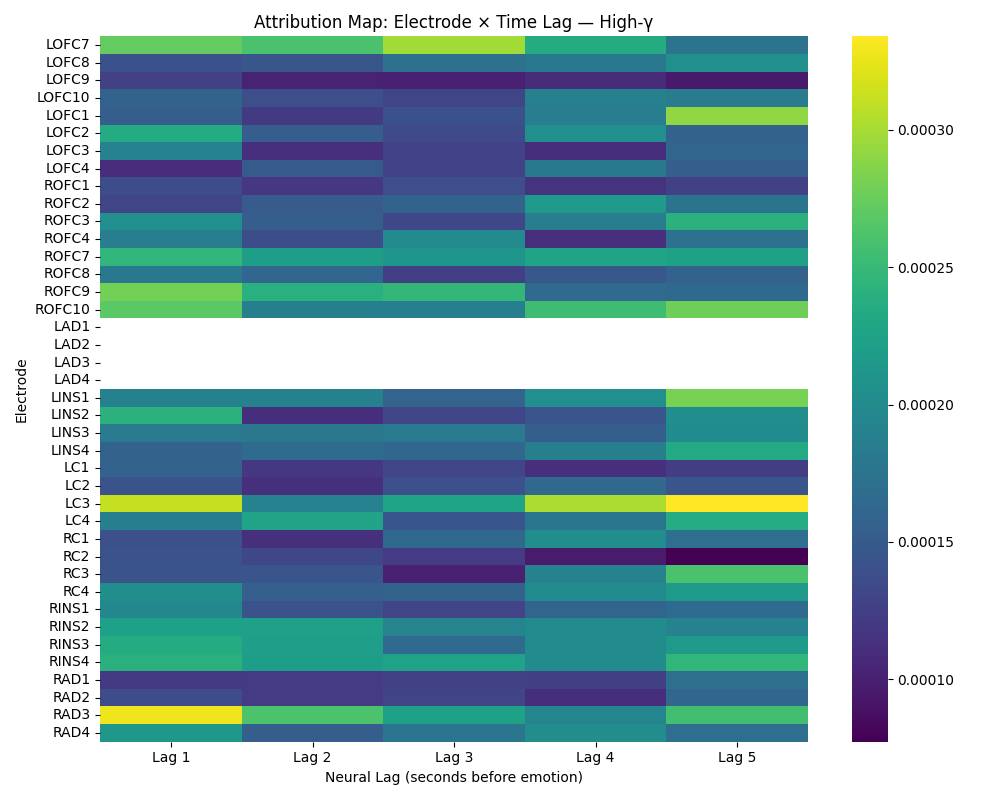 Attribution Map: Electrode × Time Lag — High-γ
Electrode
LOFC7
LOFC8
LOFC9
LOFC10
LOFC1
LOFC2
LOFC3
LOFC4
ROFC1
ROFC2
ROFC3
ROFC4
ROFC7
ROFC8
ROFC9
ROFC10
LAD1
LAD2
LAD3
LAD4
LINS1
LINS2
LINS3
LINS4
LC1
LC2
LC3
LC4
RC1
RC2
RC3
RC4
RINS1
RINS2
RINS3
RINS4
RAD1
RAD2
RAD3
RAD4
Lag 1 Lag 2 Lag 3 Lag 4 Lag 5
Neural Lag (seconds before emotion)
0.00030
0.00025
0.00020
0.00015
0.00010